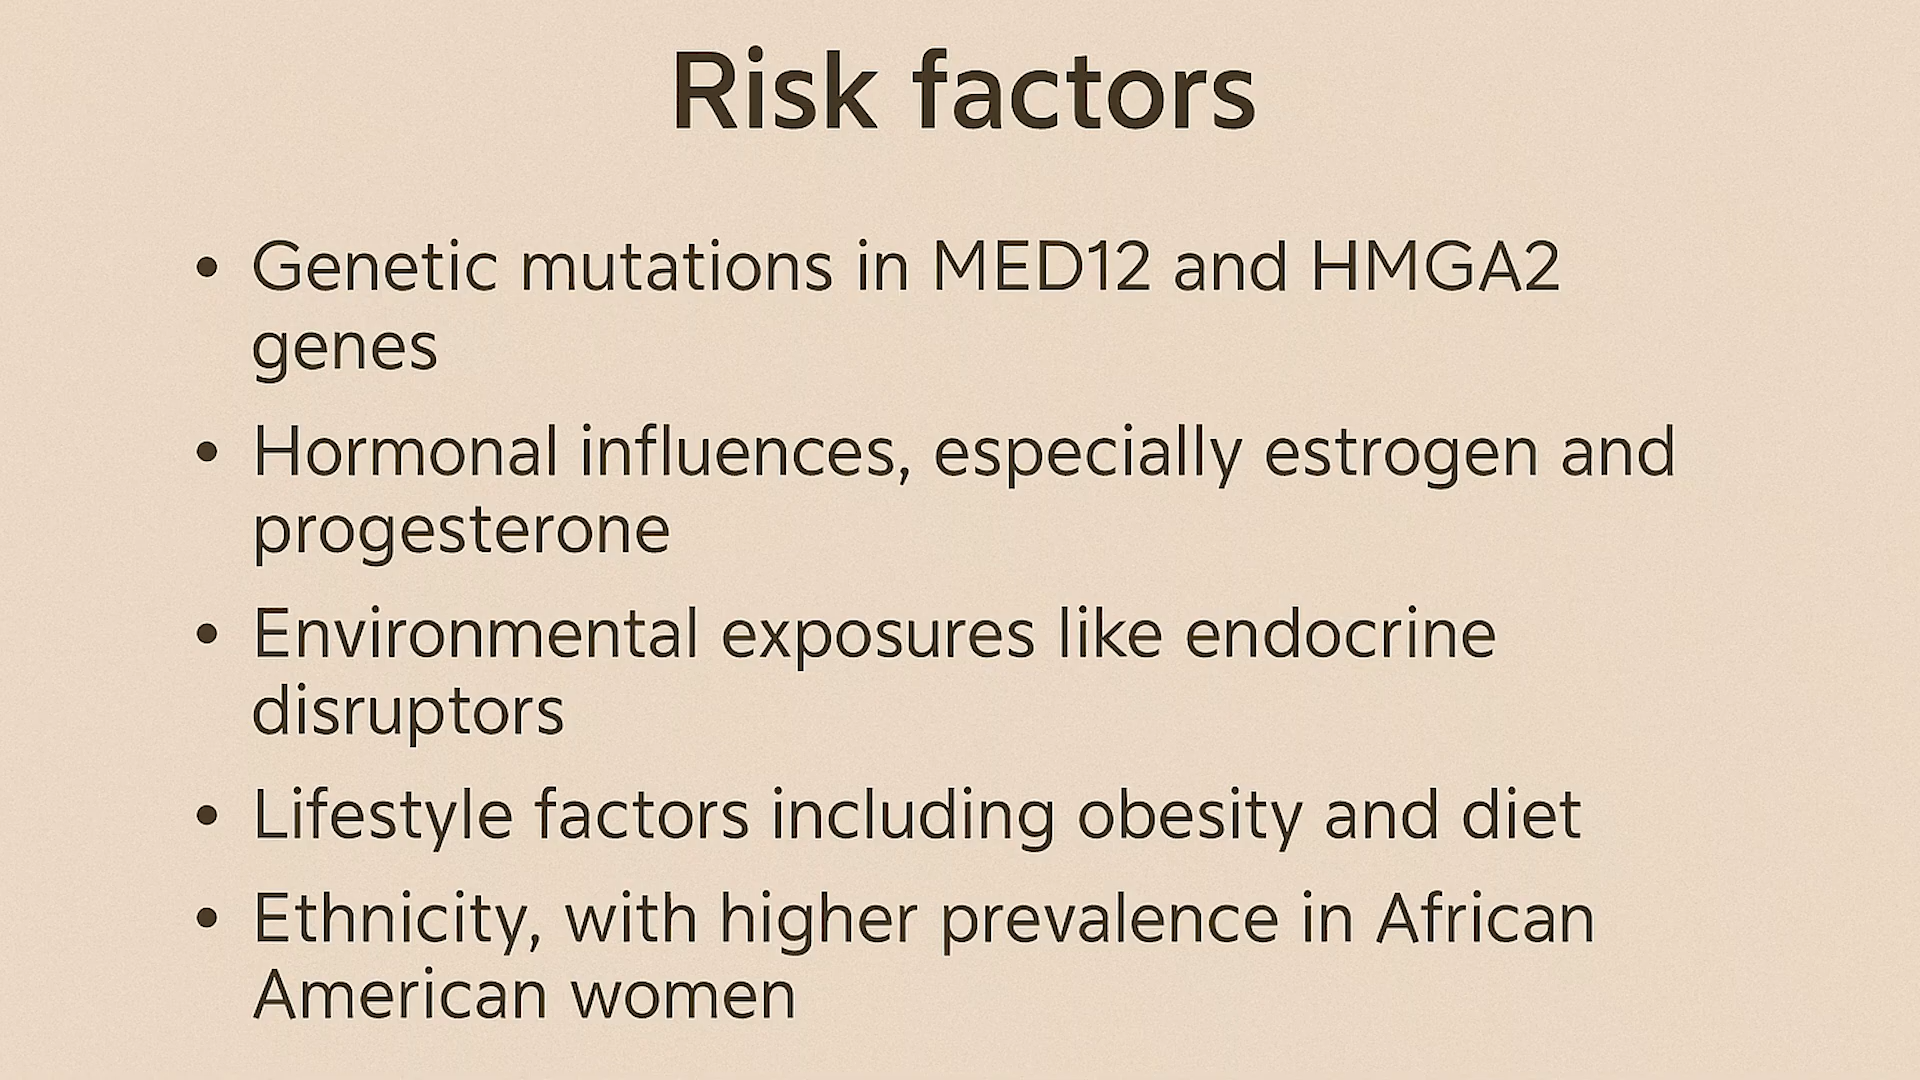 Risk factors
• Genetic mutations in MED12 and HMGA2
genes
• Hormonal influences, especially estrogen and
progesterone
• Environmental exposures like endocrine
disruptors
• Lifestyle factors including obesity and diet
• Ethnicity, with higher prevalence in African
American women